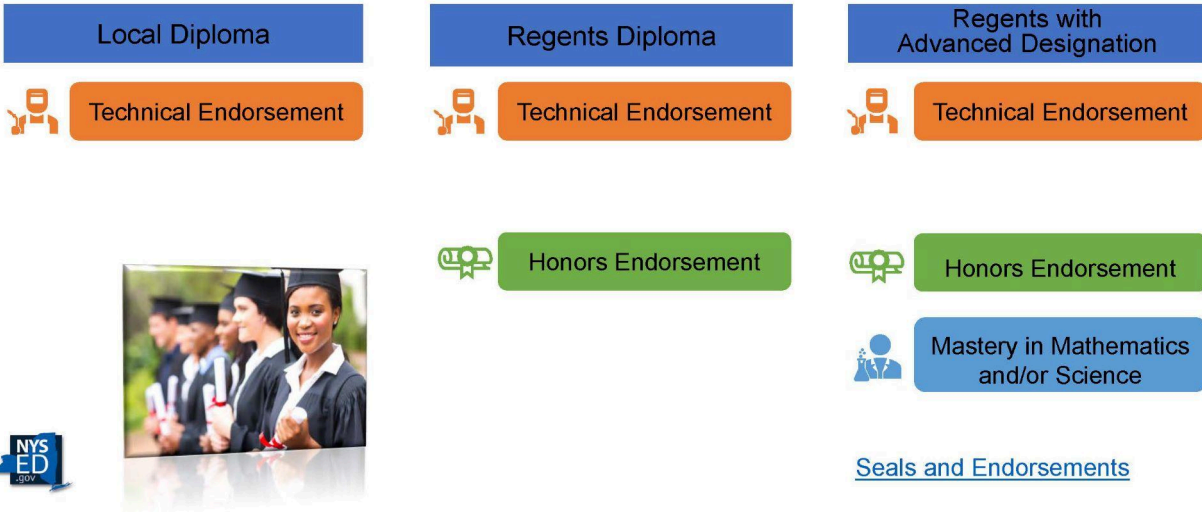 Local Diploma
Technical Endorsement
Regents Diploma
Technical Endorsement
Honors Endorsement
Regents with
Advanced Designation
Technical Endorsement
Honors Endorsement
Mastery in Mathematics
and/or Science
Seals and Endorsements
NYS
ED
.gov